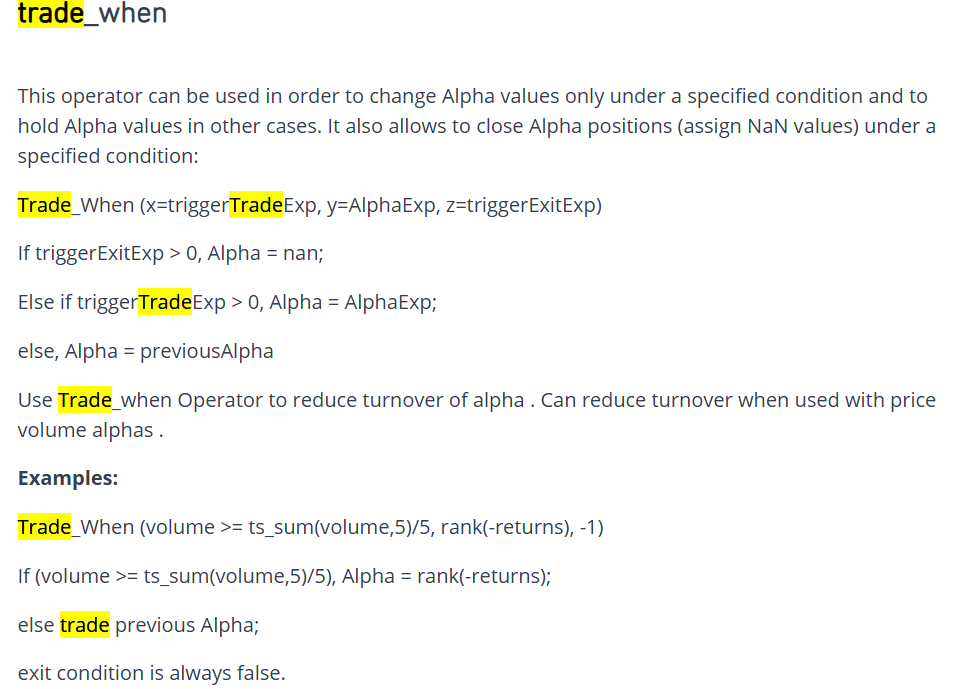 trade_when
This operator can be used in order to change Alpha values only under a specified condition and to
hold Alpha values in other cases. It also allows to close Alpha positions (assign NaN values) under a
specified condition:
Trade_When (x=triggerTradeExp, y=AlphaExp, z=triggerExitExp)
If triggerExitExp > 0, Alpha = nan;
Else if triggerTradeExp > 0, Alpha = AlphaExp;
else, Alpha = previousAlpha
Use Trade_when Operator to reduce turnover of alpha . Can reduce turnover when used with price
volume alphas .
Examples:
Trade_When (volume >= ts_sum(volume,5)/5, rank(-returns), -1)
If (volume >= ts_sum(volume,5)/5), Alpha = rank(-returns);
else trade previous Alpha;
exit condition is always false.